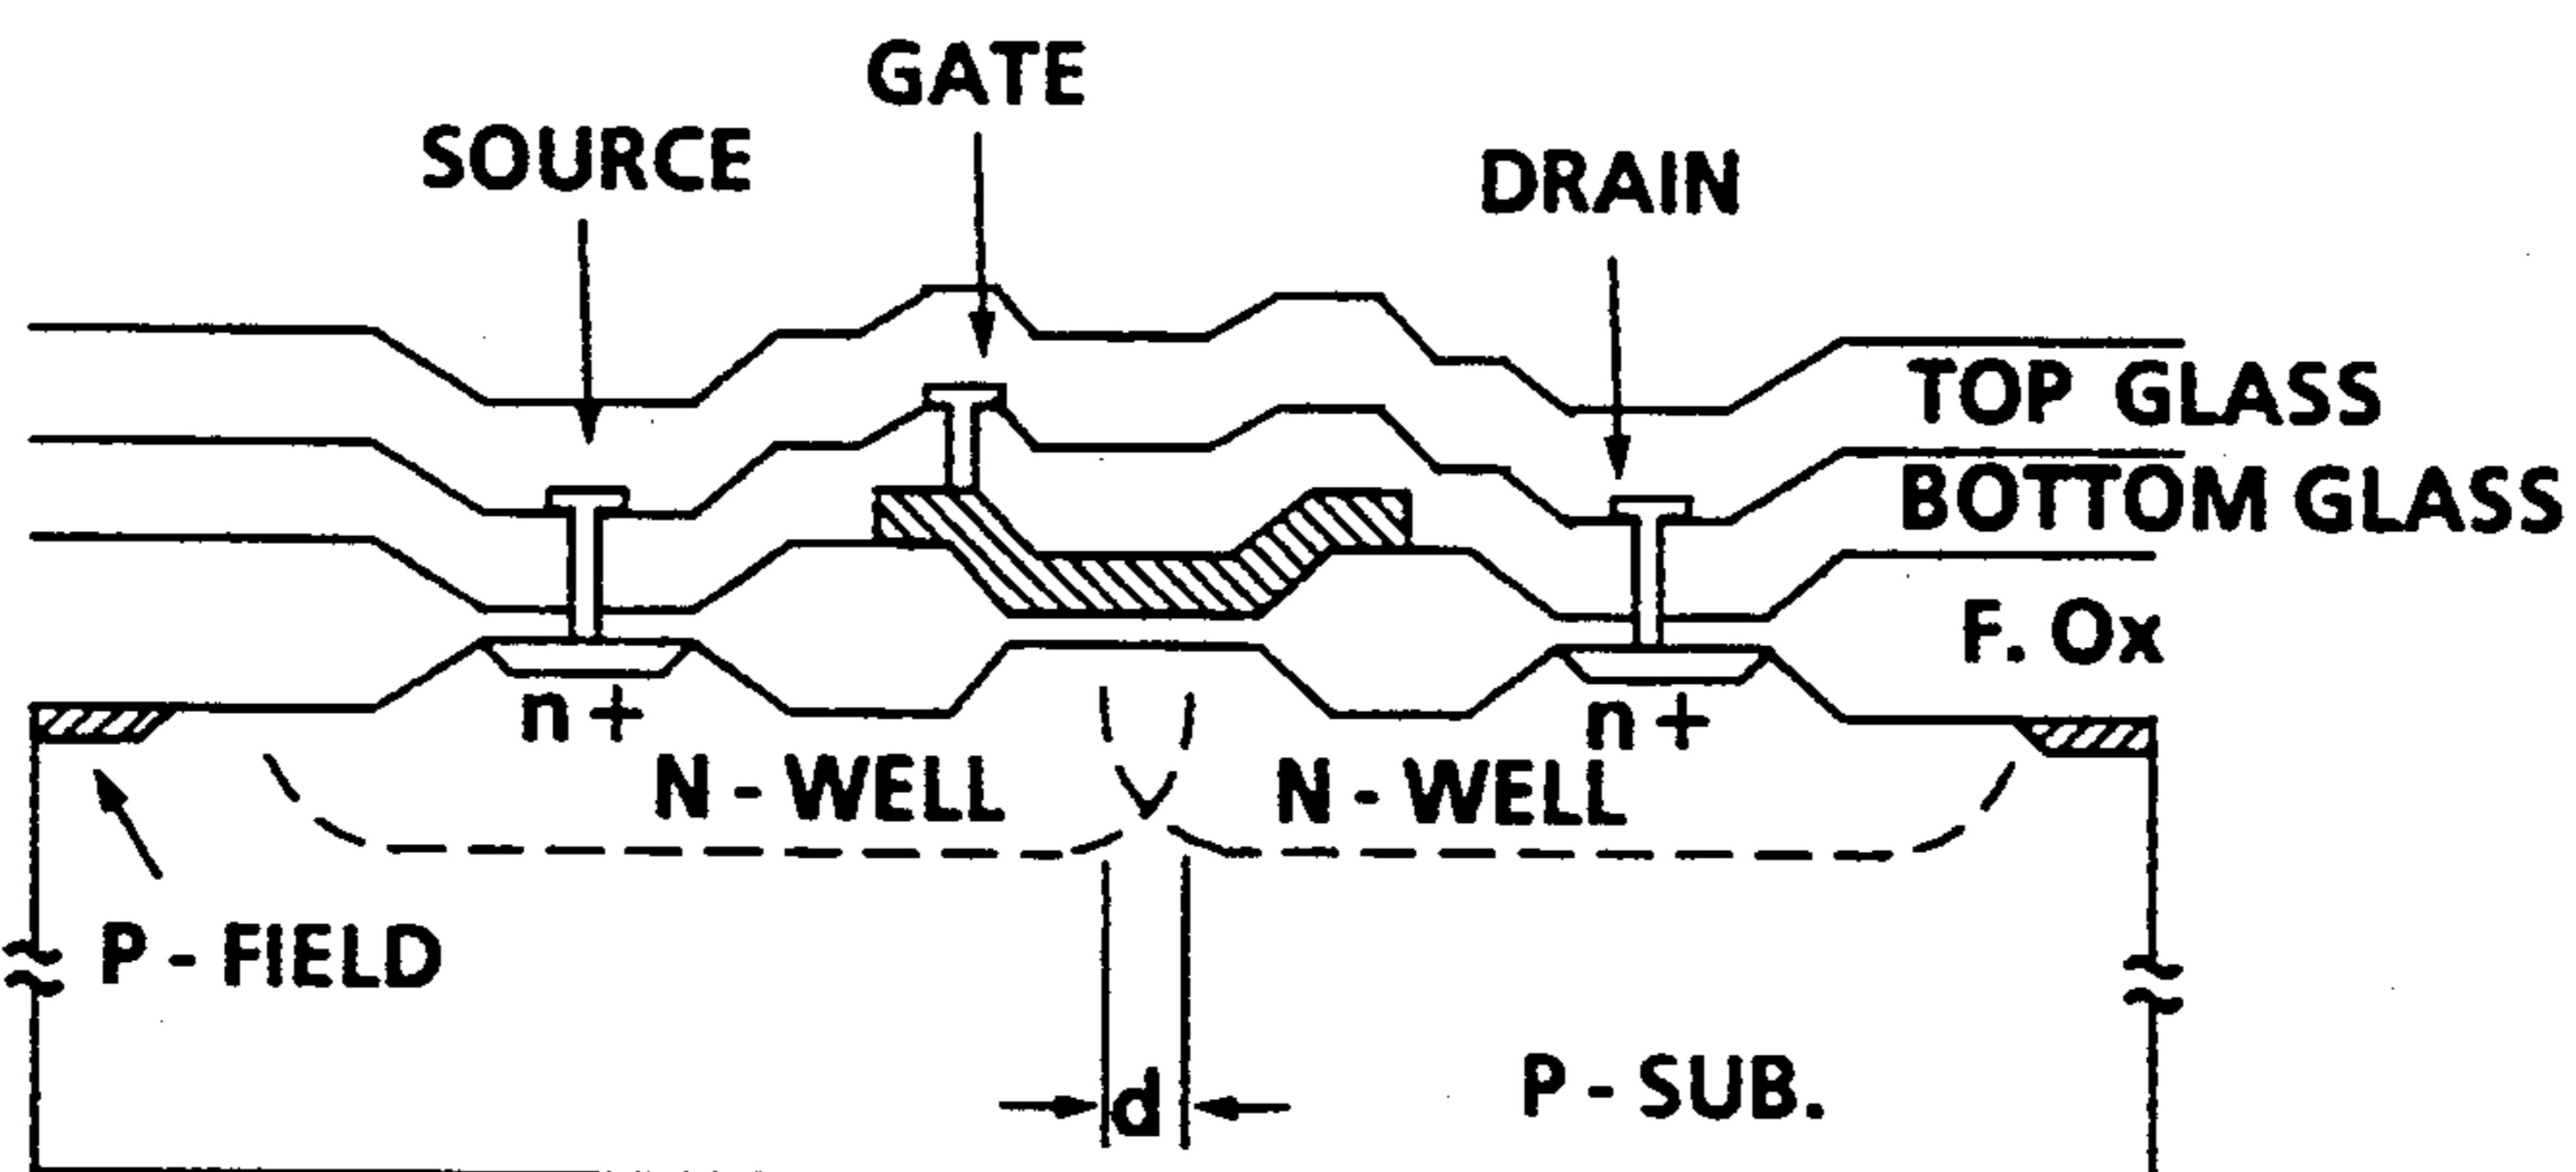 GATE
SOURCE
DRAIN
TOP GLASS
BOTTOM GLASS
F. Ox
n +
n +
N - WELL
N - WELL
P - FIELD
P - SUB.
d